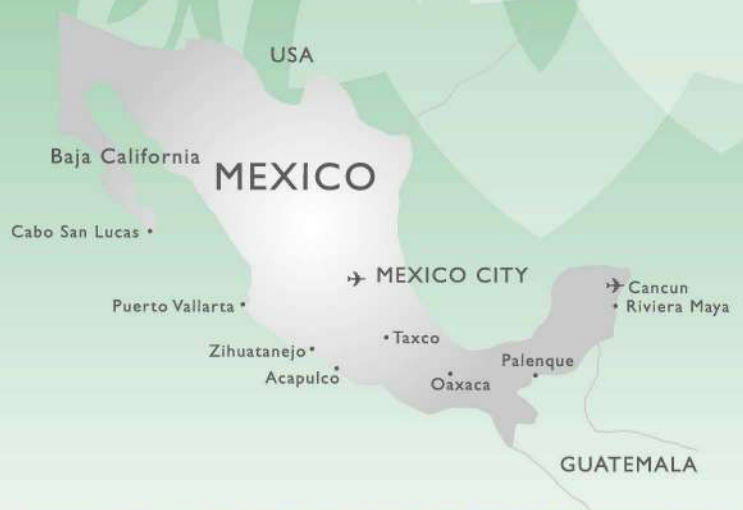 USA
Baja California
MEXICO
Cabo San Lucas
MEXICO CITY
Cancun
Puerto Vallarta
Riviera Maya
Taxco
Zihuatanejo
Palenque
Acapulco
Oaxaca
GUATEMALA